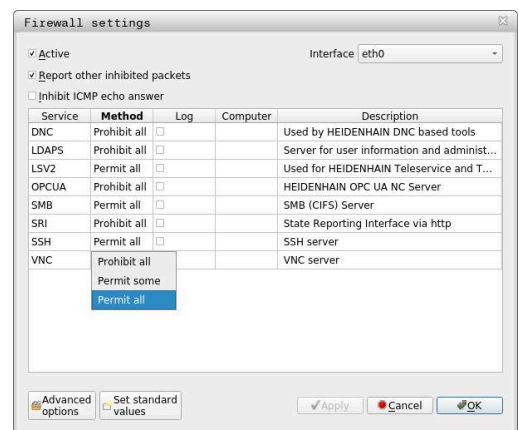 Firewall settings
Active Interface eth0
Report other inhibited packets
Inhibit ICMP echo answer
Service Method Log Computer Description
DNC Prohibit all Used by HEIDENHAIN DNC based tools
LDAPS Prohibit all Server for user information and administ...
LSV2 Permit all Used for HEIDENHAIN Teleservice and T...
OPCUA Prohibit all HEIDENHAIN OPC UA NC Server
SMB Permit all SMB (CIFS) Server
SRI Prohibit all State Reporting Interface via http
SSH Permit all SSH server
VNC Prohibit all VNC server
Permit some
Permit all
Advanced options Set standard values Apply Cancel OK